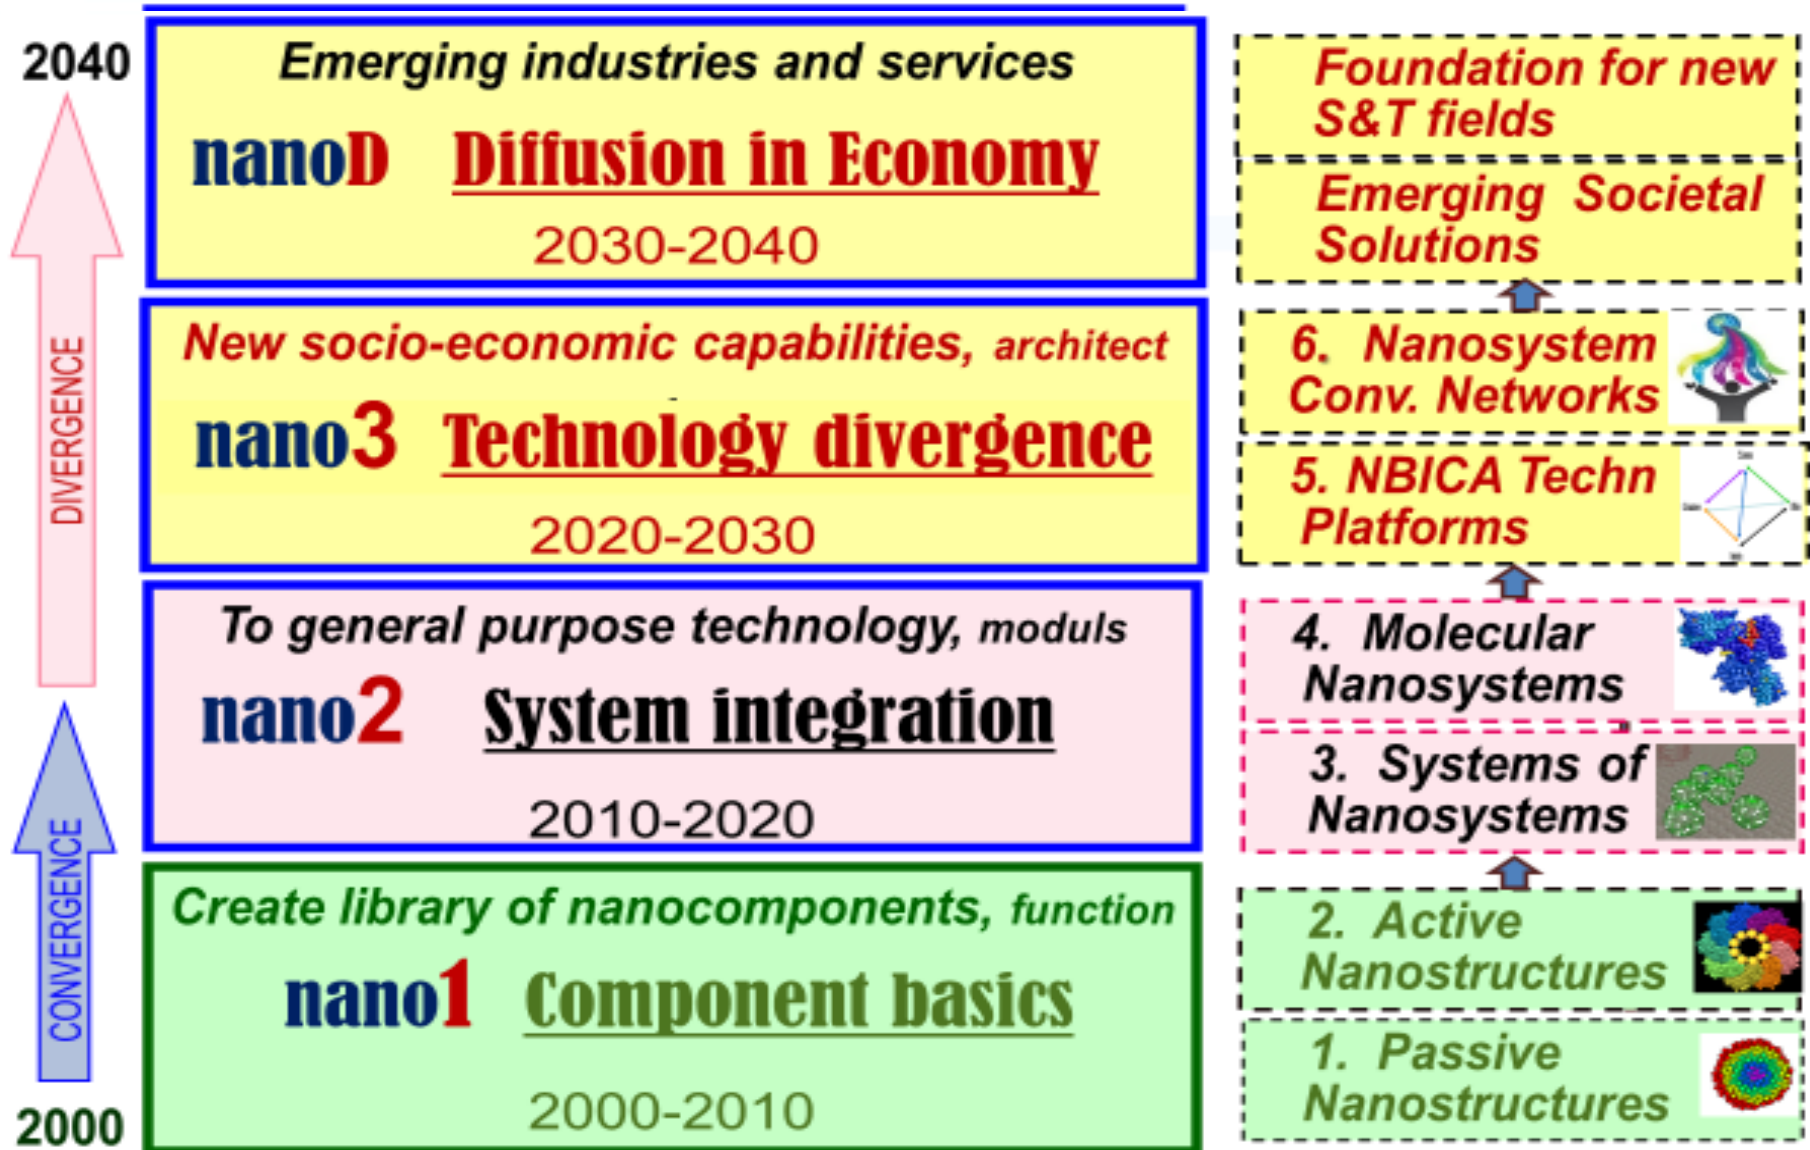 2040
Emerging industries and services
nanoD Diffusion in Economy
2030-2040
Foundation for new
S&T fields
Emerging Societal
Solutions
DIVERGENCE
New socio-economic capabilities, architect
nano3 Technology divergence
2020-2030
6. Nanosystem
Conv. Networks
5. NBICA Techn
Platforms
To general purpose technology, moduls
nano2 System integration
2010-2020
4. Molecular
Nanosystems
3. Systems of
Nanosystems
CONVERGENCE
Create library of nanocomponents, function
nano1 Component basics
2000-2010
2. Active
Nanostructures
1. Passive
Nanostructures
2000